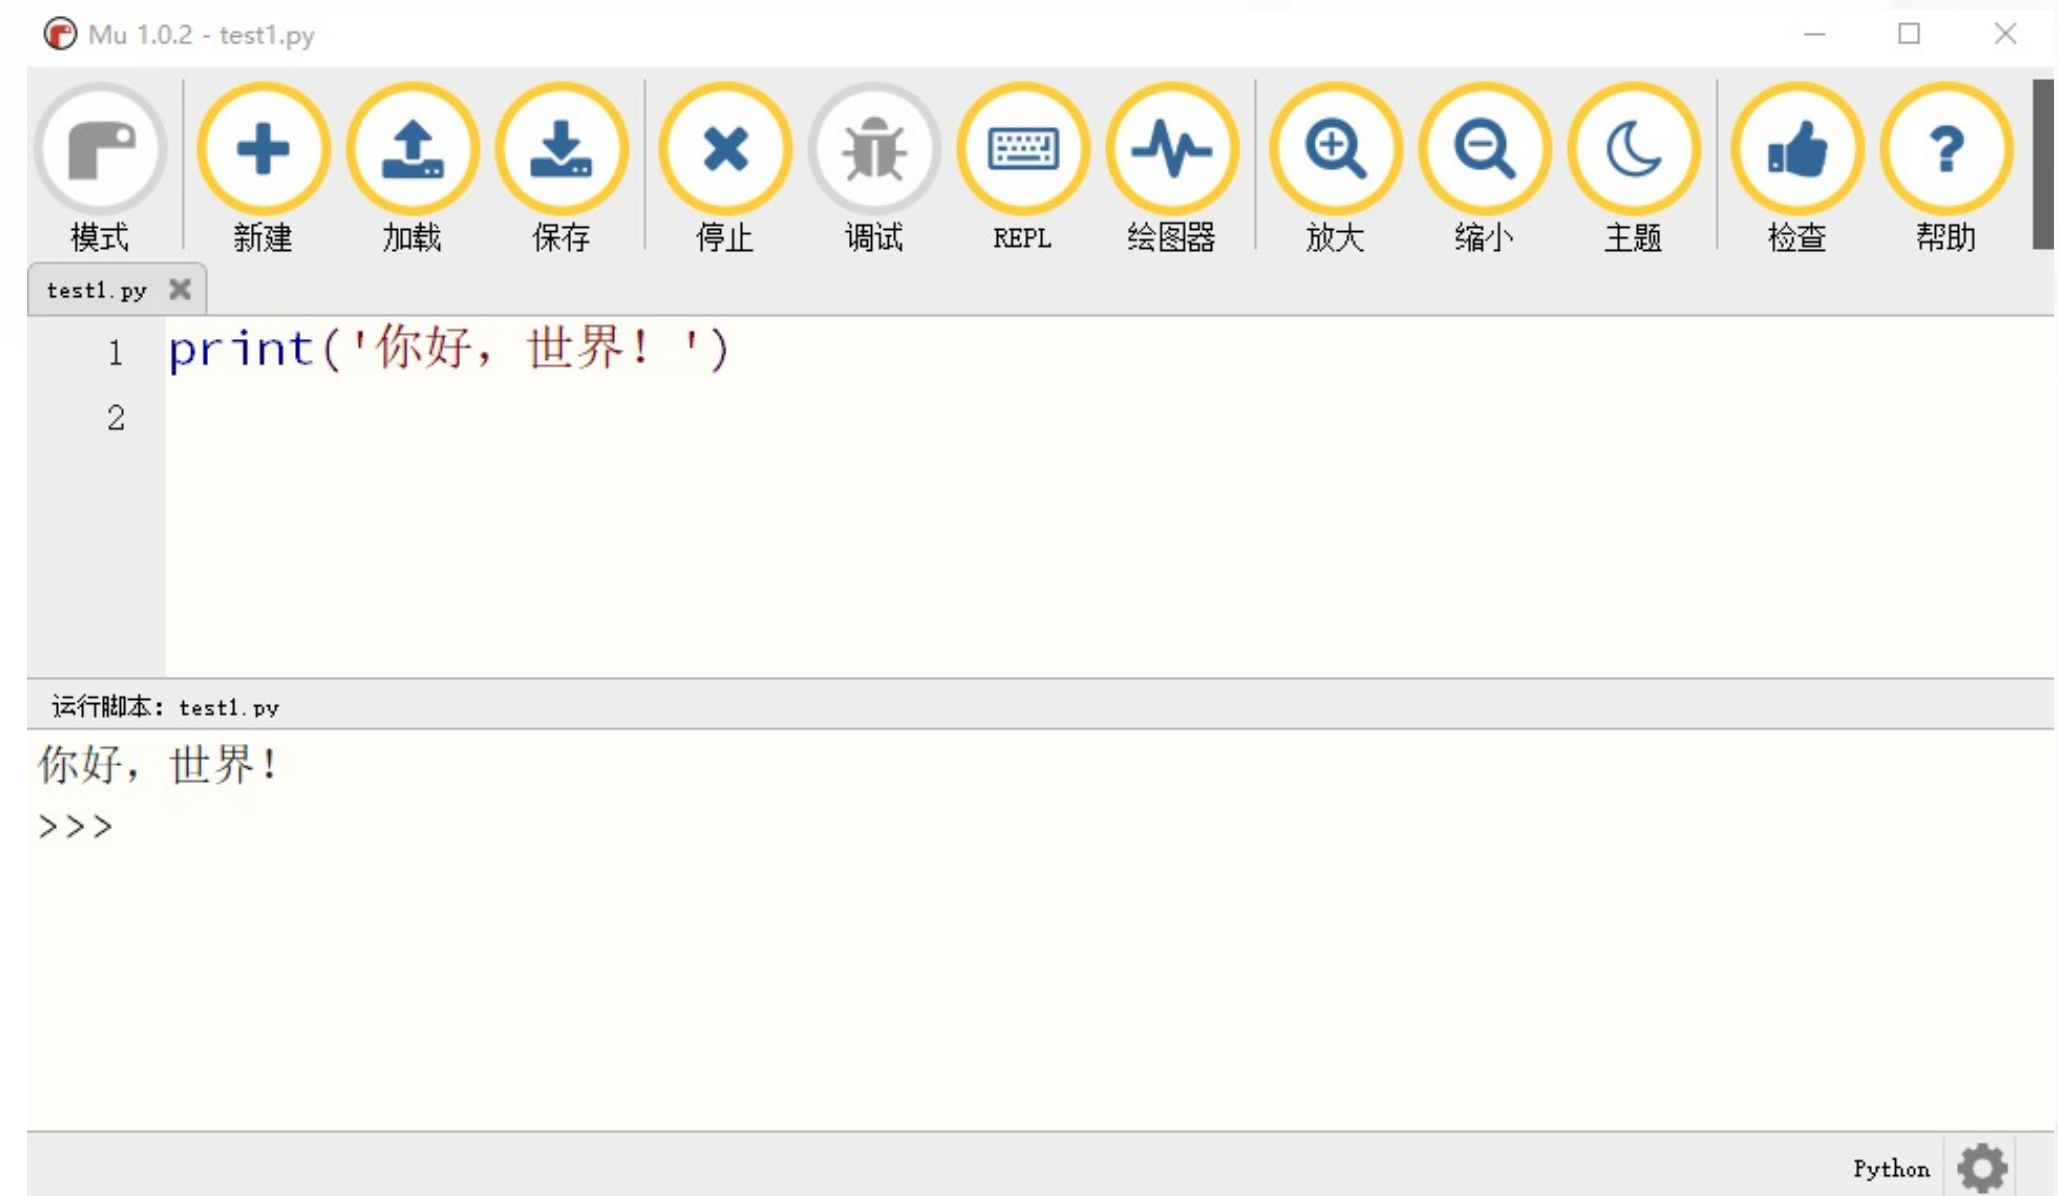 Mu 1.0.2 - test1.py
模式 新建 加载 保存 停止 调试 REPL 绘图器 放大 缩小 主题 检查 帮助
test1.py
1 print('你好，世界！')
2
运行脚本：test1.py
你好，世界！
>>>
Python